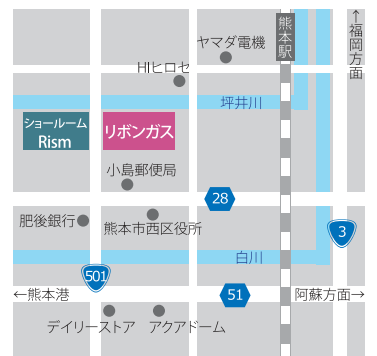 熊本駅
↑福岡方面
ヤマダ電機
HIヒロセ
坪井川
ショールーム
Rism
リボンガス
小島郵便局
28
肥後銀行
熊本市西区役所
3
白川
501
←熊本港
51
阿蘇方面→
デイリーストア
アクアドーム